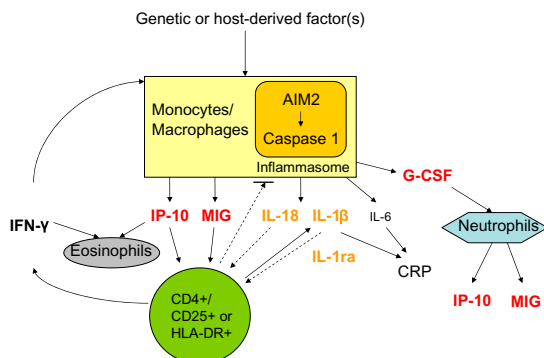 Genetic or host-derived factor(s)
Monocytes/
Macrophages
AIM2
Caspase 1
Inflammasome
G-CSF
IFN-γ
IP-10
MIG
IL-18
IL-1β
IL-6
Eosinophils
IL-1ra
CRP
Neutrophils
IP-10
MIG
CD4+/
CD25+ or
HLA-DR+